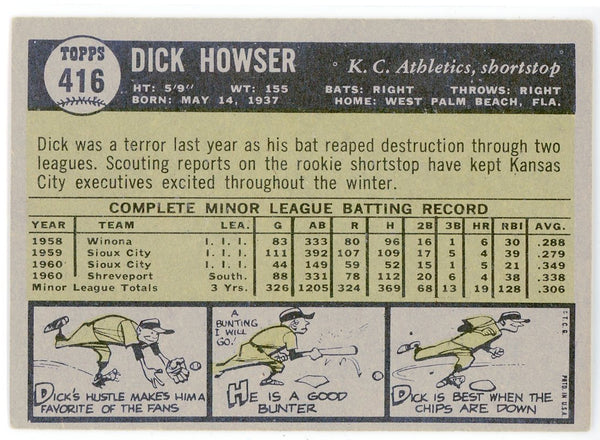 TOPPS
416
DICK HOWSER
K. C. Athletics, shortstop
HT: 5'9" WT: 155 BATS: RIGHT THROWS: RIGHT
BORN: MAY 14, 1937 HOME: WEST PALM BEACH, FLA.
Dick was a terror last year as his bat reaped destruction through two
leagues. Scouting reports on the rookie shortstop have kept Kansas
City executives excited throughout the winter.
COMPLETE MINOR LEAGUE BATTING RECORD
YEAR TEAM LEA. G AB R H 2B 3B HR RBI AVG.
1958 Winona I. I. I. 83 333 80 96 16 1 6 30 .288
1959 Sioux City I. I. I. 111 392 107 109 17 5 4 39 .279
1960 Sioux City I. I. I. 44 149 59 52 15 1 5 21 .349
1960 Shreveport South. 88 331 78 112 20 6 4 38 .338
Minor League Totals 3 Yrs. 326 1205 324 369 68 13 19 128 .306
DICK'S HUSTLE MAKES HIM A
FAVORITE OF THE FANS
A
BUNTING
I WILL
GO!
HE IS A GOOD
BUNTER
DICK IS BEST WHEN THE
CHIPS ARE DOWN
© T.C.G.
PRTD. IN U.S.A.